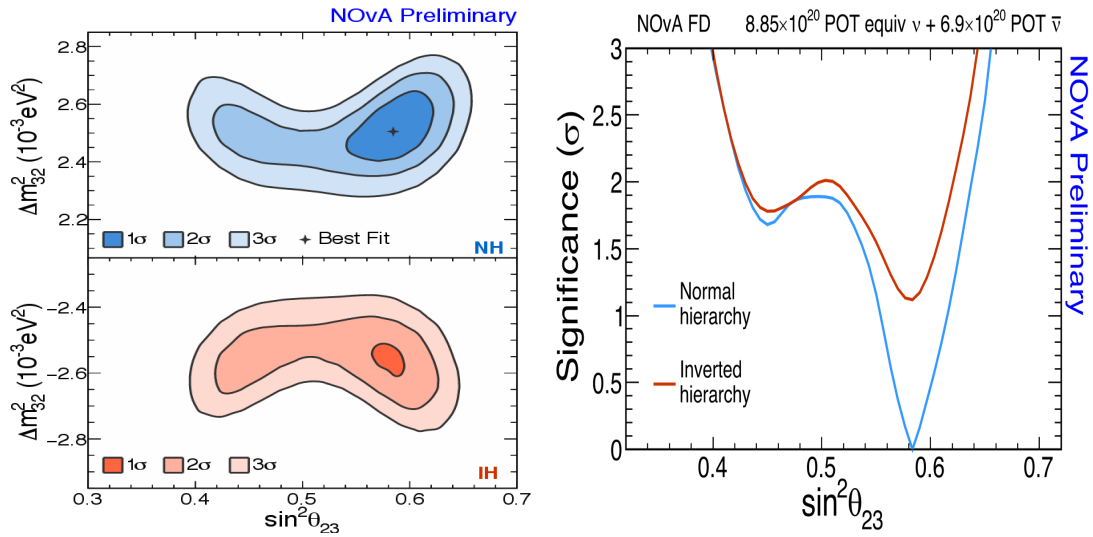 NOvA Preliminary
Δm²₃₂ (10⁻³eV²)
2.8
2.6
2.4
2.2
1σ 2σ 3σ Best Fit
NH
Δm²₃₂ (10⁻³eV²)
−2.4
−2.6
−2.8
1σ 2σ 3σ
IH
0.3 0.4 0.5 0.6 0.7
sin²θ₂₃
NOvA FD 8.85×10²⁰ POT equiv ν + 6.9×10²⁰ POT ν̅
NOvA Preliminary
Significance (σ)
3
2.5
2
1.5
1
0.5
0
Normal
hierarchy
Inverted
hierarchy
0.4 0.5 0.6 0.7
sin²θ₂₃